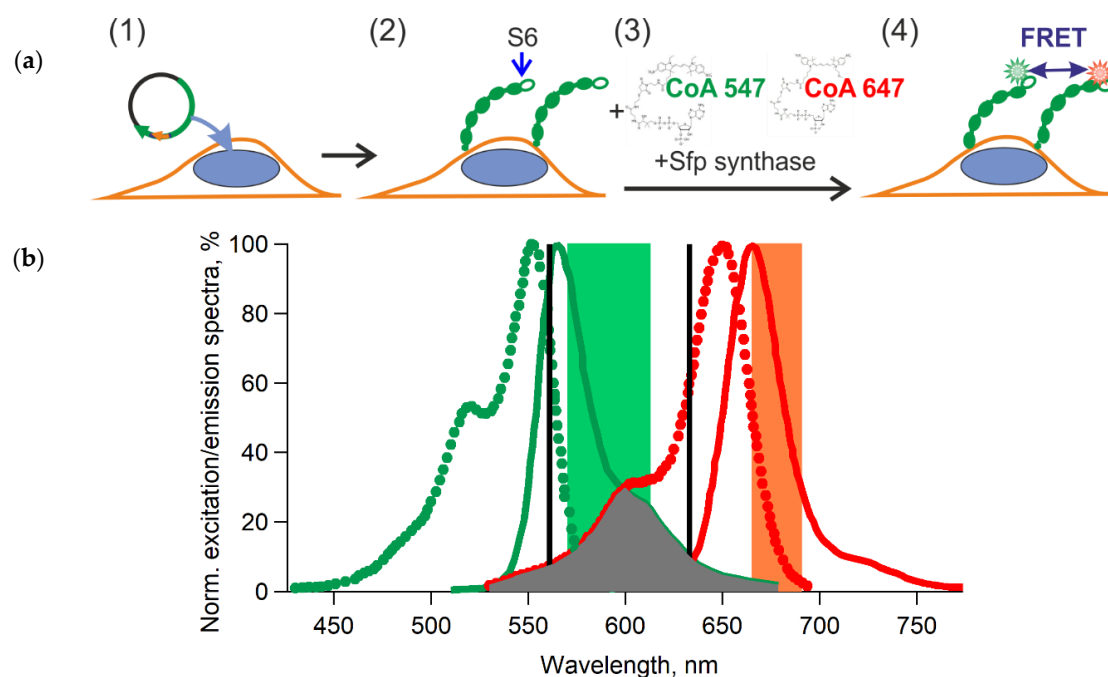 (a)
(1)
(2)
(3)
(4)
S6
FRET
+
CoA 547
CoA 647
+Sfp synthase
(b)
Norm. excitation/emission spectra, %
100
80
60
40
20
0
450 500 550 600 650 700 750
Wavelength, nm